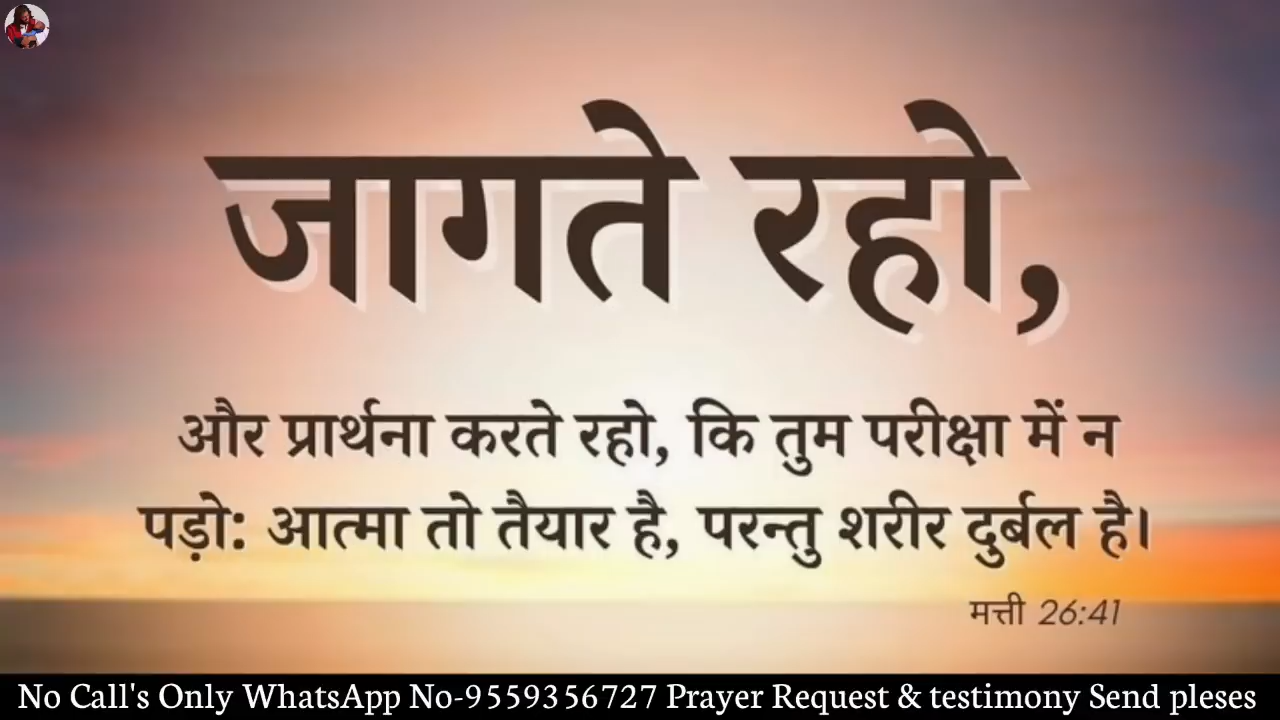 जागते रहो,
और प्रार्थना करते रहो, कि तुम परीक्षा में न
पड़ो: आत्मा तो तैयार है, परन्तु शरीर दुर्बल है।
मत्ती 26:41
No Call's Only WhatsApp No-9559356727 Prayer Request & testimony Send pleses